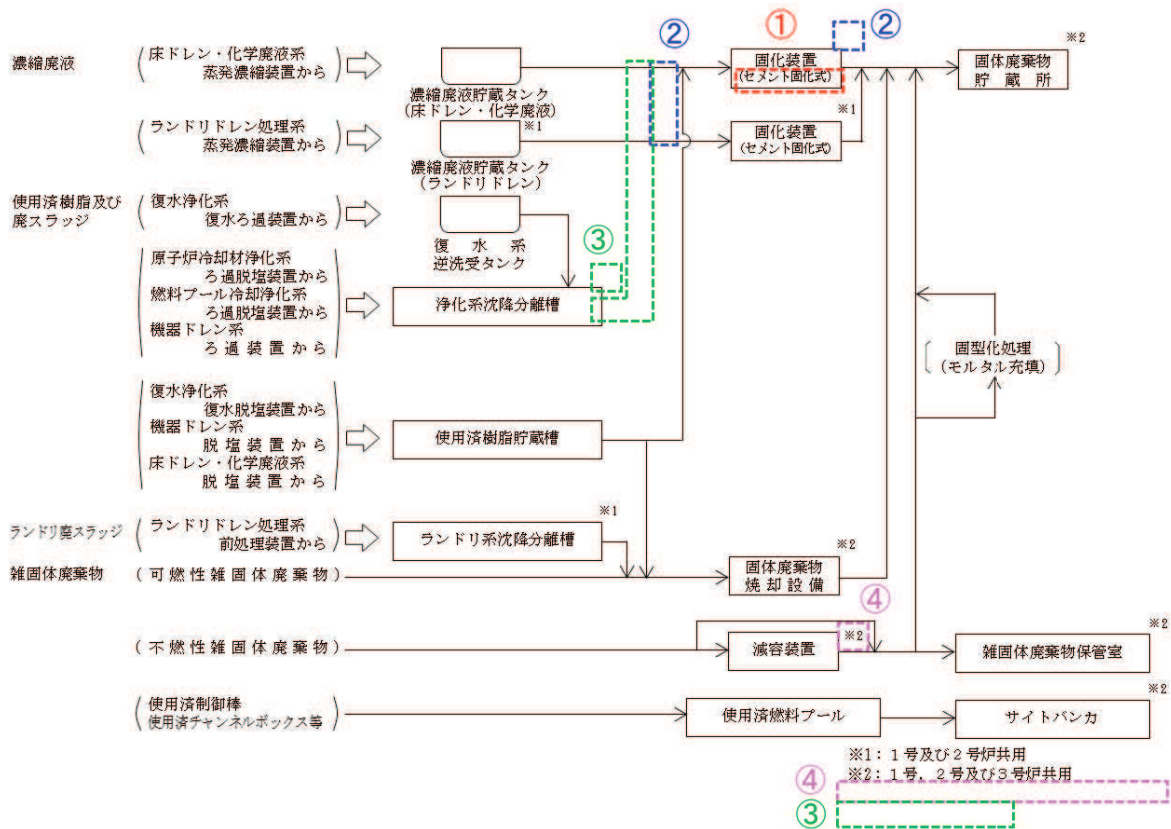 ②
①
②
③
④
④
③
濃縮廃液
(床ドレン・化学廃液系
蒸発濃縮装置から)
濃縮廃液貯蔵タンク
(床ドレン・化学廃液)
固化装置
(セメント固化式)
※2
固体廃棄物
貯蔵所
(ランドリドレン処理系
蒸発濃縮装置から)
※1
濃縮廃液貯蔵タンク
(ランドリドレン)
※1
固化装置
(セメント固化式)
使用済樹脂及び
廃スラッジ
(復水浄化系
復水ろ過装置から)
復水系
逆洗受タンク
(原子炉冷却材浄化系
ろ過脱塩装置から
燃料プール冷却浄化系
ろ過脱塩装置から
機器ドレン系
ろ過装置から)
浄化系沈降分離槽
〔固型化処理
(モルタル充填)〕
(復水浄化系
復水脱塩装置から
機器ドレン系
脱塩装置から
床ドレン・化学廃液系
脱塩装置から)
使用済樹脂貯蔵槽
ランドリ廃スラッジ
(ランドリドレン処理系
前処理装置から)
※1
ランドリ系沈降分離槽
雑固体廃棄物
(可燃性雑固体廃棄物)
※2
固体廃棄物
焼却設備
(不燃性雑固体廃棄物)
減容装置
※2
※2
雑固体廃棄物保管室
(使用済制御棒
使用済チャンネルボックス等)
使用済燃料プール
※2
サイトバンカ
※1：1号及び2号炉共用
※2：1号，2号及び3号炉共用